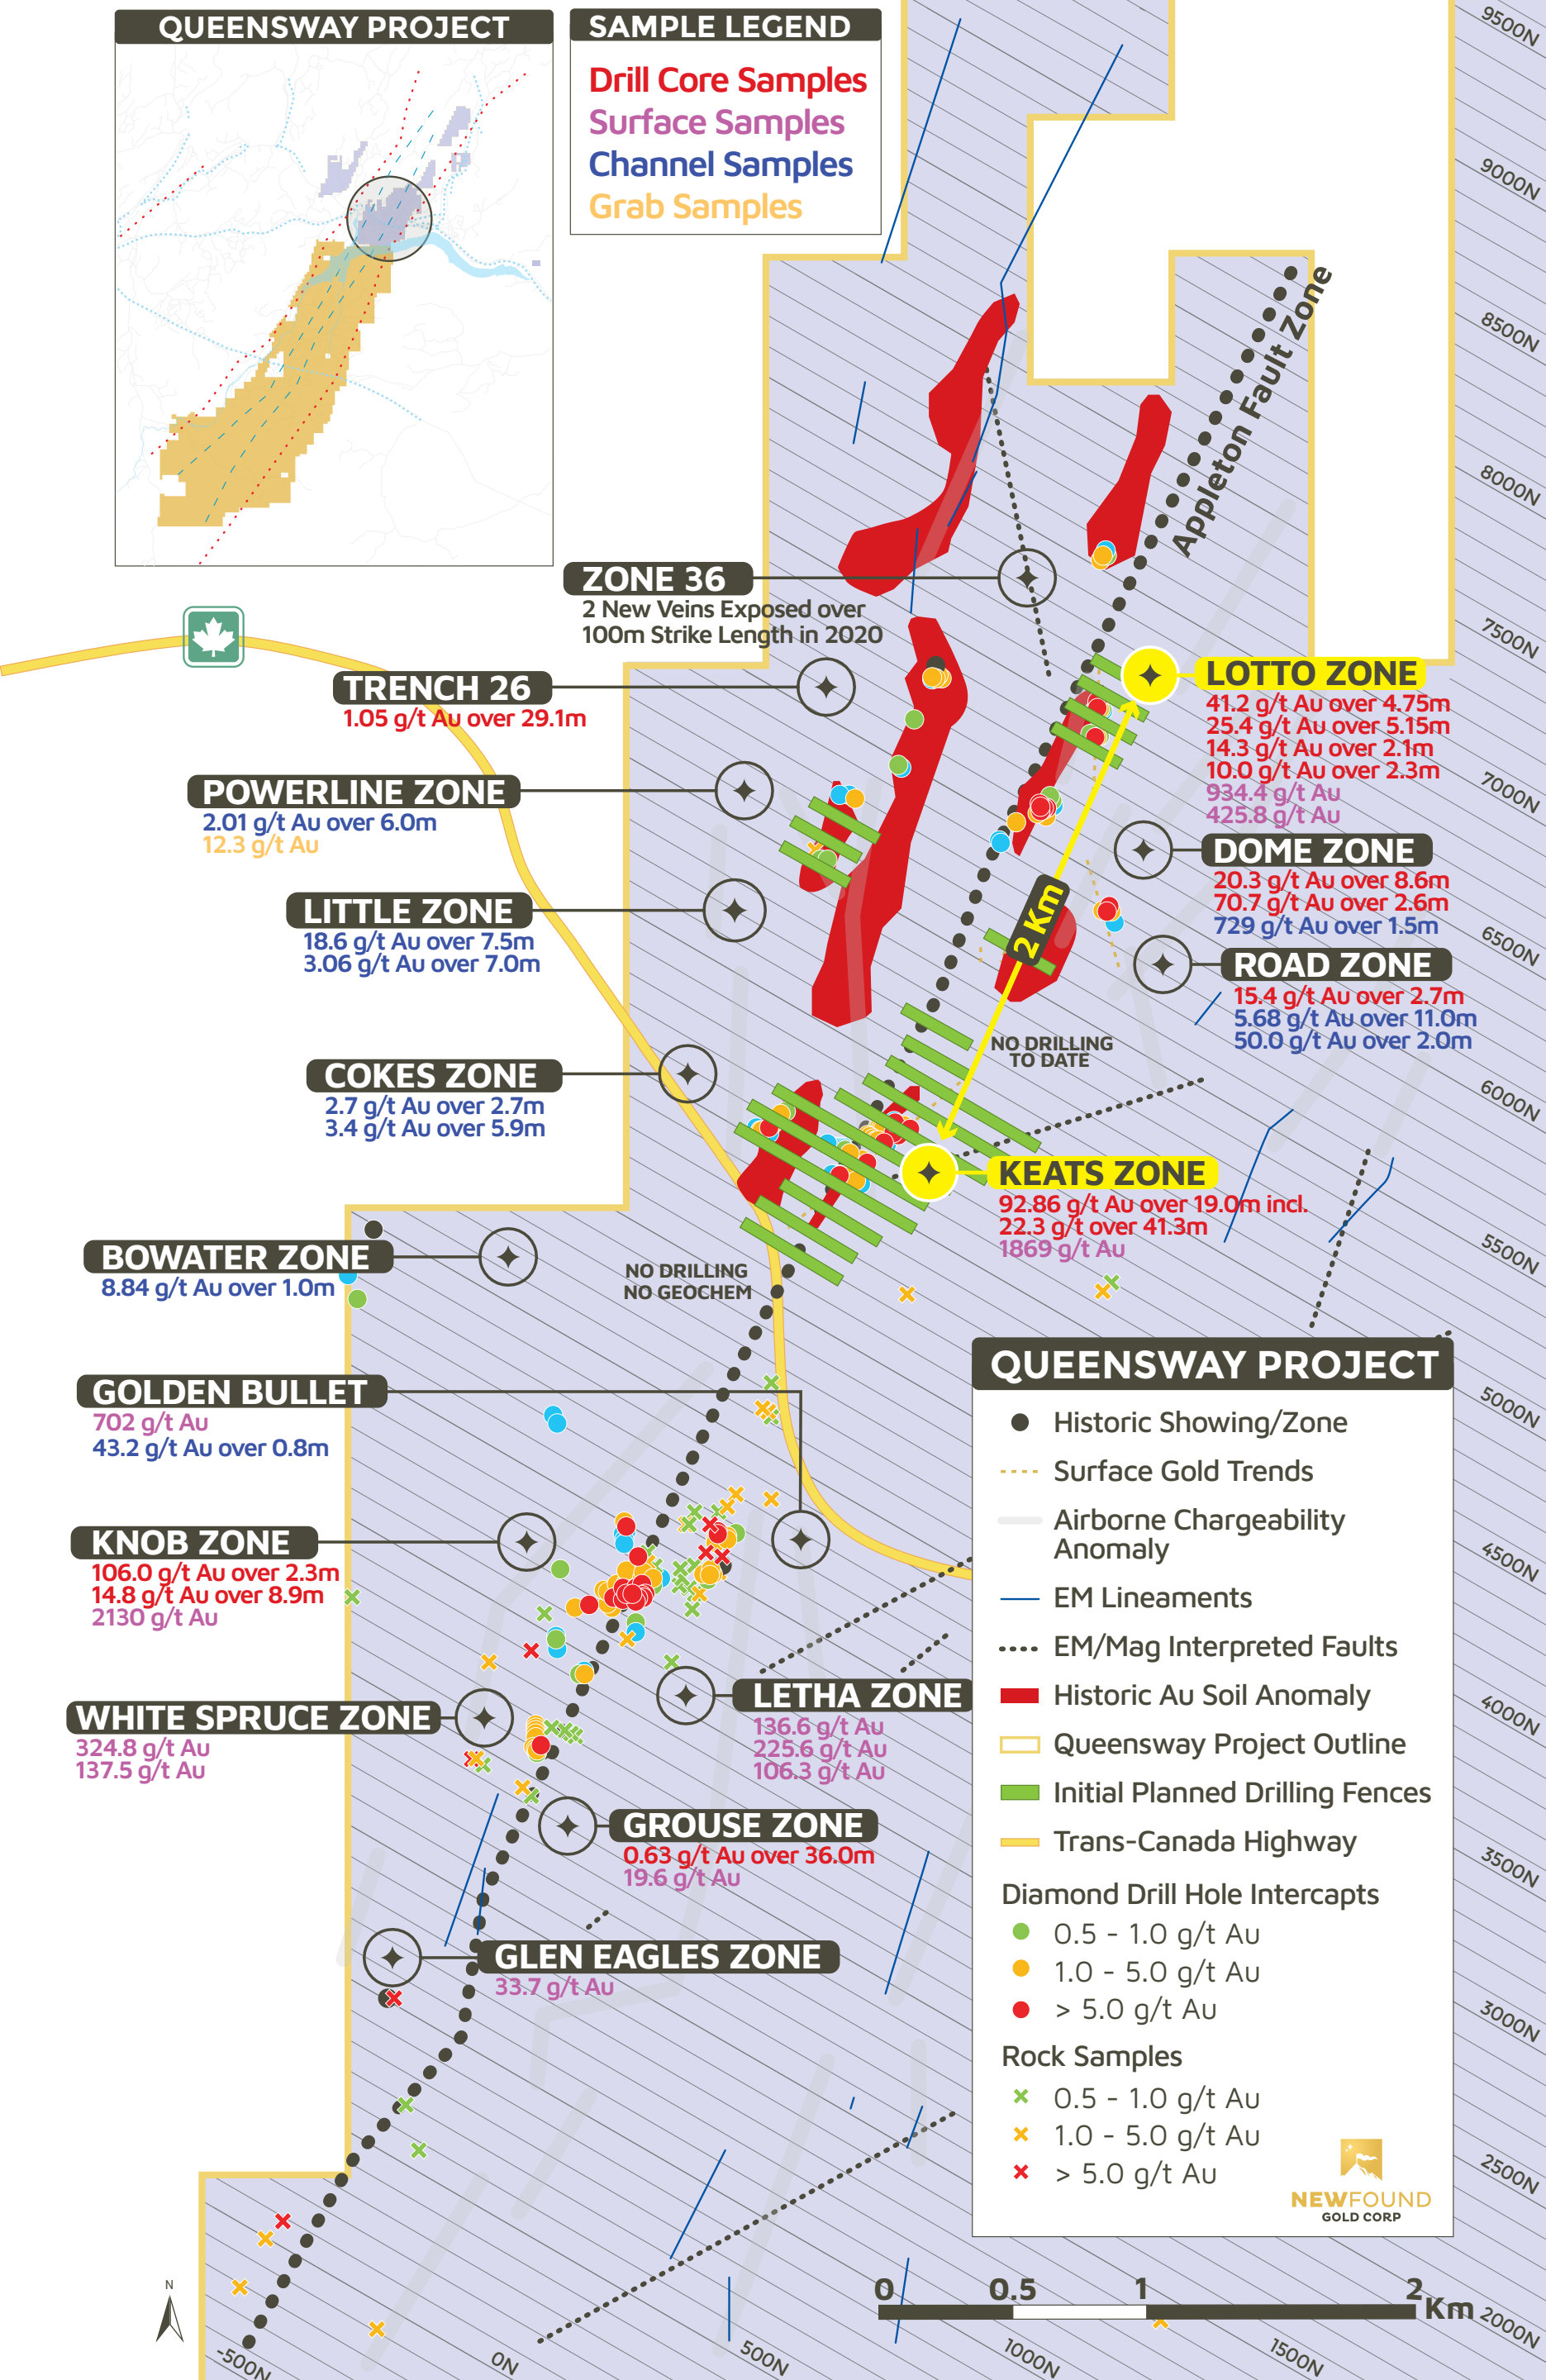 QUEENSWAY PROJECT
SAMPLE LEGEND
Drill Core Samples
Surface Samples
Channel Samples
Grab Samples
9500N
9000N
8500N
8000N
7500N
7000N
6500N
6000N
5500N
5000N
4500N
4000N
3500N
3000N
2500N
2000N
Appleton Fault Zone
ZONE 36
2 New Veins Exposed over
100m Strike Length in 2020
TRENCH 26
1.05 g/t Au over 29.1m
LOTTO ZONE
41.2 g/t Au over 4.75m
25.4 g/t Au over 5.15m
14.3 g/t Au over 2.1m
10.0 g/t Au over 2.3m
934.4 g/t Au
425.8 g/t Au
POWERLINE ZONE
2.01 g/t Au over 6.0m
12.3 g/t Au
DOME ZONE
20.3 g/t Au over 8.6m
70.7 g/t Au over 2.6m
729 g/t Au over 1.5m
LITTLE ZONE
18.6 g/t Au over 7.5m
3.06 g/t Au over 7.0m
2 Km
ROAD ZONE
15.4 g/t Au over 2.7m
5.68 g/t Au over 11.0m
50.0 g/t Au over 2.0m
NO DRILLING
TO DATE
COKES ZONE
2.7 g/t Au over 2.7m
3.4 g/t Au over 5.9m
KEATS ZONE
92.86 g/t Au over 19.0m incl.
22.3 g/t over 41.3m
1869 g/t Au
BOWATER ZONE
8.84 g/t Au over 1.0m
NO DRILLING
NO GEOCHEM
GOLDEN BULLET
702 g/t Au
43.2 g/t Au over 0.8m
KNOB ZONE
106.0 g/t Au over 2.3m
14.8 g/t Au over 8.9m
2130 g/t Au
LETHA ZONE
136.6 g/t Au
225.6 g/t Au
106.3 g/t Au
WHITE SPRUCE ZONE
324.8 g/t Au
137.5 g/t Au
GROUSE ZONE
0.63 g/t Au over 36.0m
19.6 g/t Au
GLEN EAGLES ZONE
33.7 g/t Au
QUEENSWAY PROJECT
Historic Showing/Zone
Surface Gold Trends
Airborne Chargeability
Anomaly
EM Lineaments
EM/Mag Interpreted Faults
Historic Au Soil Anomaly
Queensway Project Outline
Initial Planned Drilling Fences
Trans-Canada Highway
Diamond Drill Hole Intercapts
0.5 - 1.0 g/t Au
1.0 - 5.0 g/t Au
> 5.0 g/t Au
Rock Samples
0.5 - 1.0 g/t Au
1.0 - 5.0 g/t Au
> 5.0 g/t Au
NEWFOUND
GOLD CORP
N
0 0.5 1 2 Km
-500N
0N
500N
1000N
1500N